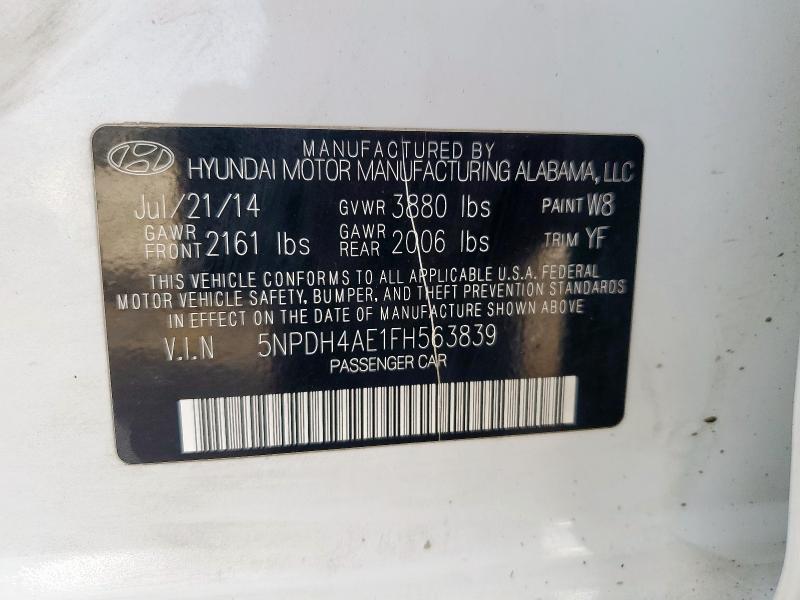 MANUFACTURED BY
HYUNDAI MOTOR MANUFACTURING ALABAMA, LLC
Jul/21/14 GVWR 3880 lbs PAINT W8
GAWR FRONT 2161 lbs GAWR REAR 2006 lbs TRIM YF
THIS VEHICLE CONFORMS TO ALL APPLICABLE U.S.A. FEDERAL
MOTOR VEHICLE SAFETY, BUMPER, AND THEFT PREVENTION STANDARDS
IN EFFECT ON THE DATE OF MANUFACTURE SHOWN ABOVE
V.I.N 5NPDH4AE1FH563839
PASSENGER CAR